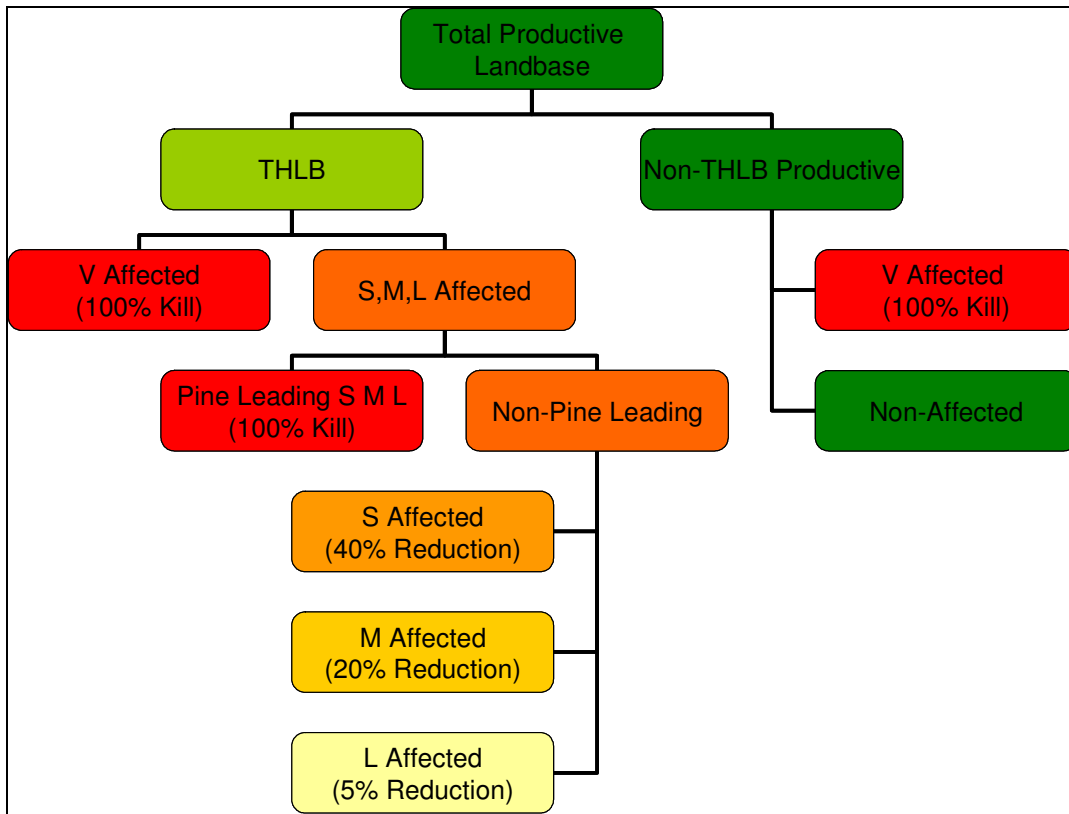 Total Productive
Landbase
THLB
Non-THLB Productive
V Affected
(100% Kill)
S,M,L Affected
V Affected
(100% Kill)
Pine Leading S M L
(100% Kill)
Non-Pine Leading
Non-Affected
S Affected
(40% Reduction)
M Affected
(20% Reduction)
L Affected
(5% Reduction)